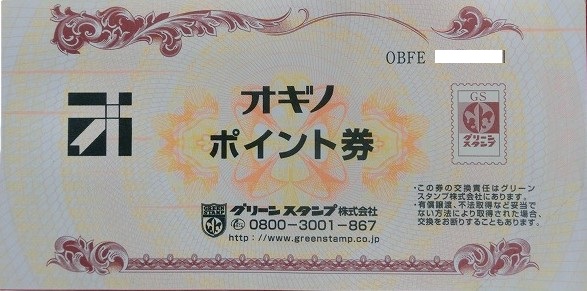 OBFE
GS
グリーン
スタンプ
オギノ
ポイント券
・この券の交換責任はグリーン
スタンプ株式会社にあります。
・有償譲渡、不法取得など妥当で
ない方法により取得された場合、
交換をお断りすることもあります。
グリーンスタンプ株式会社
0800-3001-867
http://www.greenstamp.co.jp